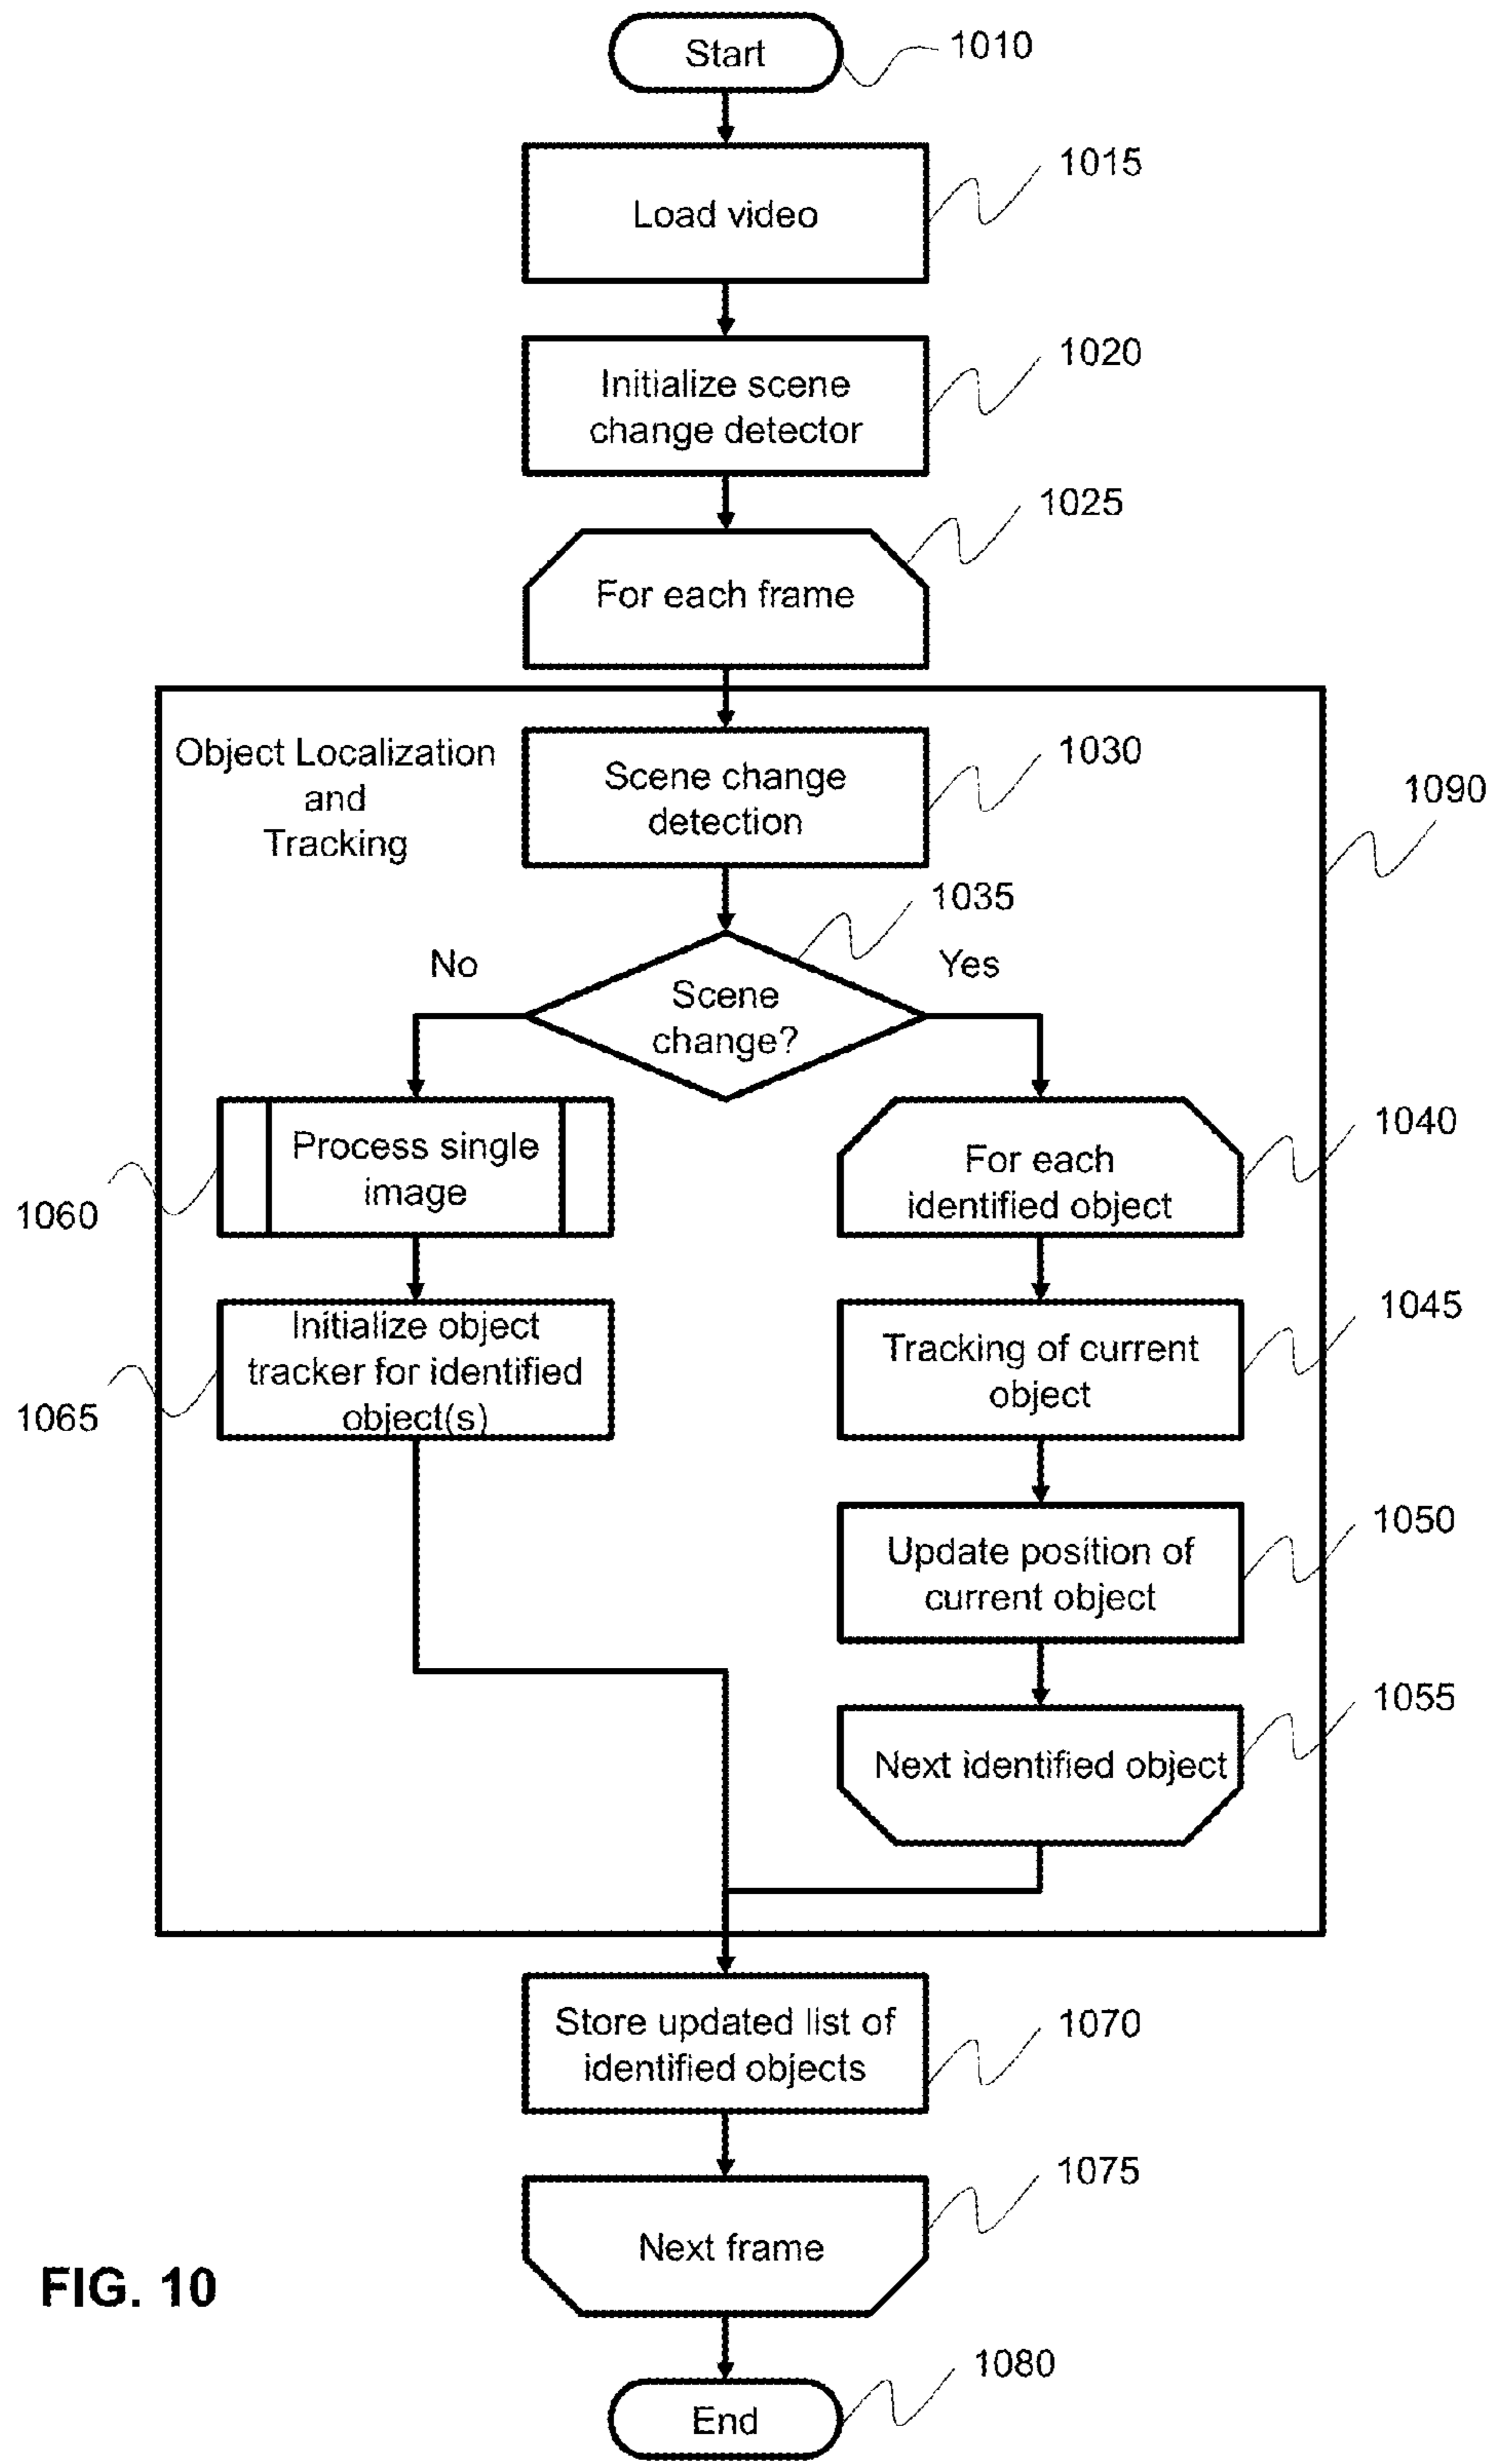 Start
1010
Load video
1015
Initialize scene
change detector
1020
For each frame
1025
Object Localization
and
Tracking
Scene change
detection
1030
1090
Scene
change?
1035
No
Yes
Process single
image
1060
Initialize object
tracker for identified
object(s)
1065
For each
identified object
1040
Tracking of current
object
1045
Update position of
current object
1050
Next identified object
1055
Store updated list of
identified objects
1070
Next frame
1075
End
1080
FIG. 10